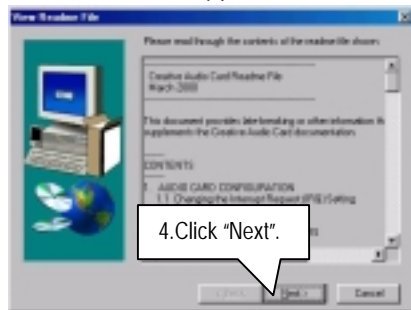 View Readme File
Please read through the contents of the readme file shown:
Creative Audio Card Readme File
March 2000
This document provides late-breaking or other information th
supplements the Creative Audio Card documentation.
CONTENTS
1. AUDIO CARD CONFIGURATION
1.1 Changing the Interrupt Request (IRQ) Setting
4.Click “Next”.
Next >
Cancel